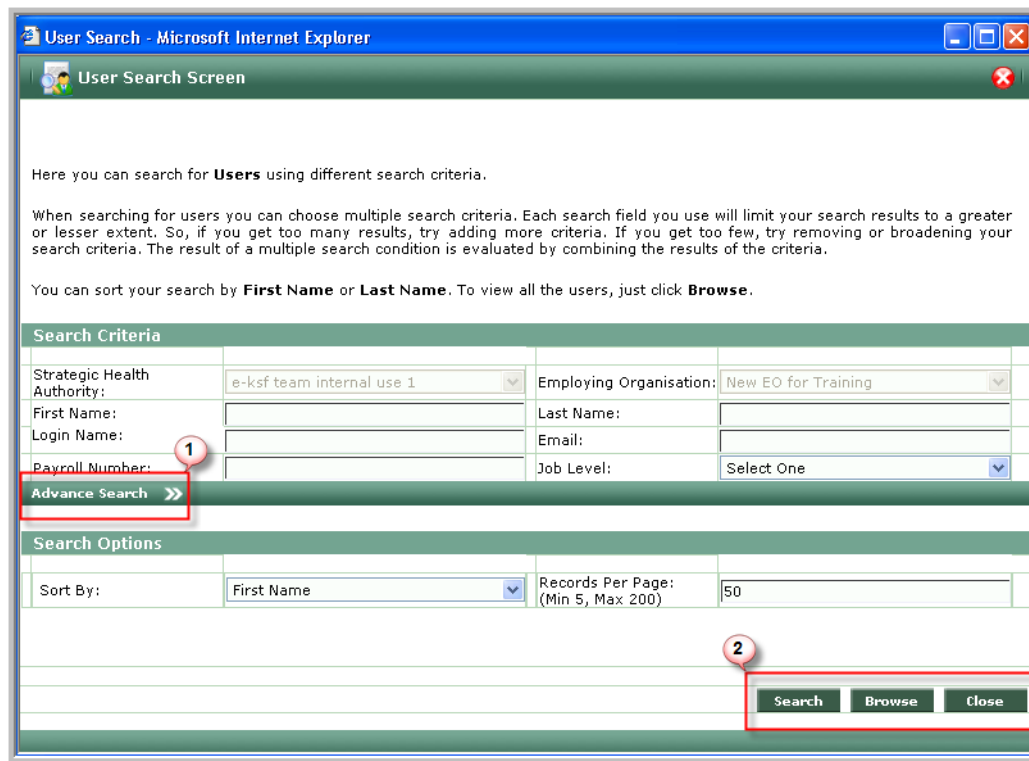 User Search - Microsoft Internet Explorer
User Search Screen
Here you can search for Users using different search criteria.
When searching for users you can choose multiple search criteria. Each search field you use will limit your search results to a greater
or lesser extent. So, if you get too many results, try adding more criteria. If you get too few, try removing or broadening your
search criteria. The result of a multiple search condition is evaluated by combining the results of the criteria.
You can sort your search by First Name or Last Name. To view all the users, just click Browse.
Search Criteria
Strategic Health
Authority:
e-ksf team internal use 1
Employing Organisation:
New EO for Training
First Name:
Last Name:
Login Name:
Email:
1
Payroll Number:
Job Level:
Select One
Advance Search
Search Options
Sort By:
First Name
Records Per Page:
(Min 5, Max 200)
50
2
Search
Browse
Close